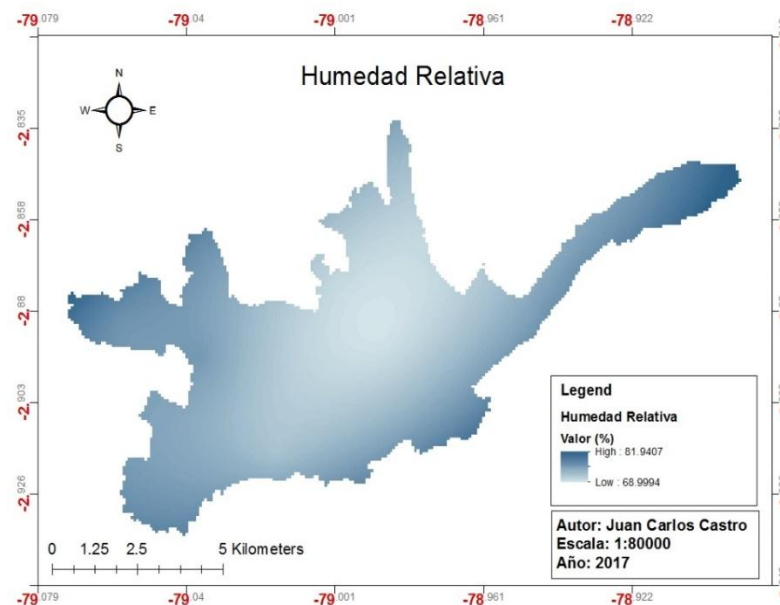 -79.079 -79.04 -79.001 -78.961 -78.922
Humedad Relativa
N
W E
S
-2.835
-2.858
-2.88
-2.903
-2.926
Legend
Humedad Relativa
Valor (%)
High : 81.9407
Low : 68.9994
Autor: Juan Carlos Castro
Escala: 1:80000
Año: 2017
0 1.25 2.5 5 Kilometers
-79.079 -79.04 -79.001 -78.961 -78.922